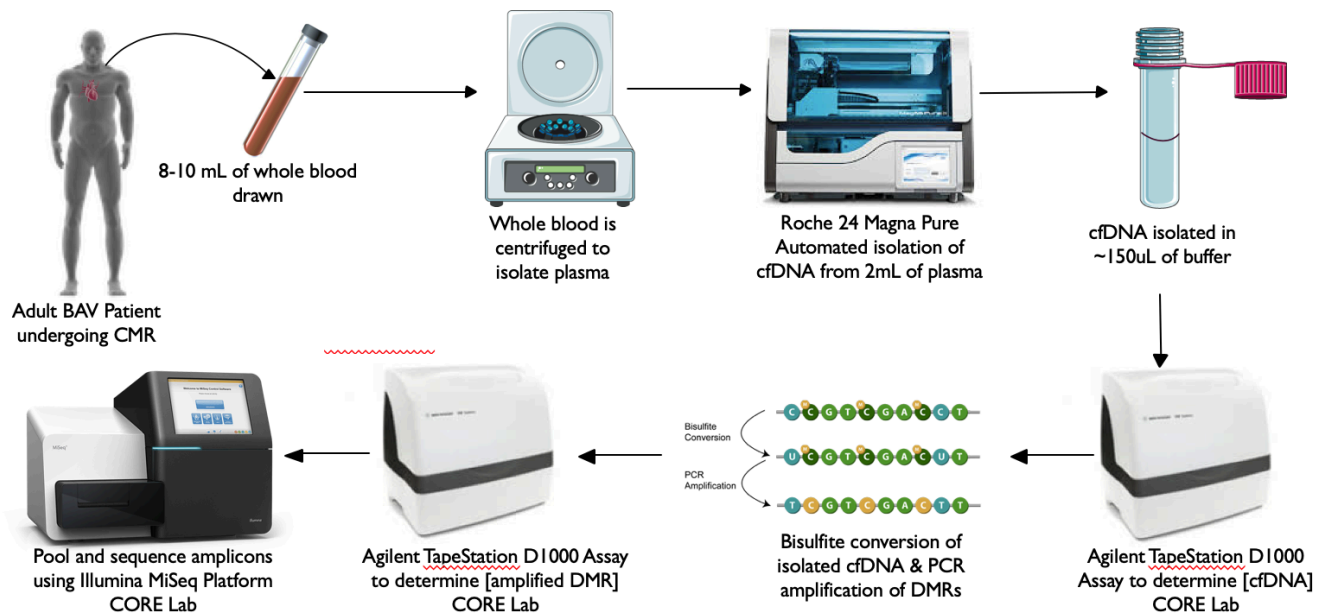 8-10 mL of whole blood
drawn
Whole blood is
centrifuged to
isolate plasma
Roche 24 Magna Pure
Automated isolation of
cfDNA from 2mL of plasma
cfDNA isolated in
~150uL of buffer
Adult BAV Patient
undergoing CMR
Bisulfite
Conversion
PCR
Amplification
C C G T C G A C C T
U C G T C G A C U T
T C G T C G A C T T
MiSeq
Pool and sequence amplicons
using Illumina MiSeq Platform
CORE Lab
Agilent TapeStation D1000 Assay
to determine [amplified DMR]
CORE Lab
Bisulfite conversion of
isolated cfDNA & PCR
amplification of DMRs
Agilent TapeStation D1000
Assay to determine [cfDNA]
CORE Lab